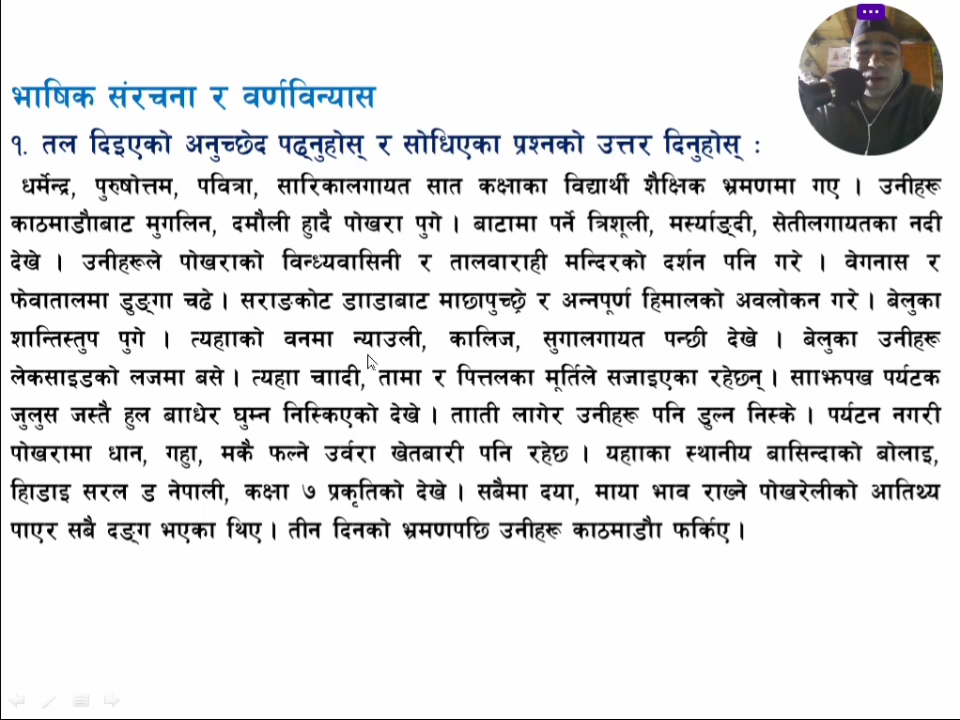 भाषिक संरचना र वर्णविन्यास
१. तल दिइएको अनुच्छेद पढ्नुहोस् र सोधिएका प्रश्नको उत्तर दिनुहोस् :
धर्मेन्द्र, पुरुषोत्तम, पवित्रा, सारिकालगायत सात कक्षाका विद्यार्थी शैक्षिक भ्रमणमा गए । उनीहरू
काठमाडौाबाट मुगलिन, दमौली हाुदै पोखरा पुगे । बाटामा पर्ने त्रिशूली, मर्स्याङ्दी, सेतीलगायतका नदी
देखे । उनीहरूले पोखराको विन्ध्यवासिनी र तालवाराही मन्दिरको दर्शन पनि गरे । वेगनास र
फेवातालमा डुङ्गा चढे । सराङकोट डााडाबाट माछापुच्छ्रे र अन्नपूर्ण हिमालको अवलोकन गरे । बेलुका
शान्तिस्तुप पुगे । त्यहााको वनमा न्याउली, कालिज, सुगालगायत पन्छी देखे । बेलुका उनीहरू
लेकसाइडको लजमा बसे । त्यहाा चाादी, तामा र पित्तलका मूर्तिले सजाइएका रहेछन् । सााझपख पर्यटक
जुलुस जस्तै हुल बााधेर घुम्न निस्किएको देखे । तााती लागेर उनीहरू पनि डुल्न निस्के । पर्यटन नगरी
पोखरामा धान, गहाु, मकै फल्ने उर्वरा खेतबारी पनि रहेछ । यहााका स्थानीय बासिन्दाको बोलाइ,
हिाडाइ सरल ड नेपाली, कक्षा ७ प्रकृतिको देखे । सबैमा दया, माया भाव राख्ने पोखरेलीको आतिथ्य
पाएर सबै दङ्ग भएका थिए । तीन दिनको भ्रमणपछि उनीहरू काठमाडौा फर्किए ।